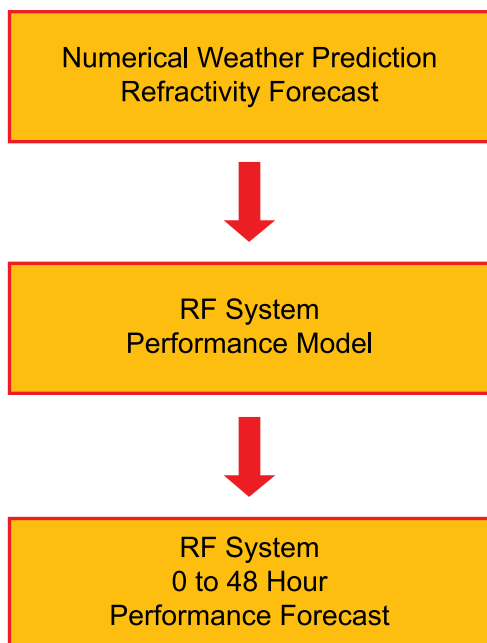 Numerical Weather Prediction
Refractivity Forecast
RF System
Performance Model
RF System
0 to 48 Hour
Performance Forecast